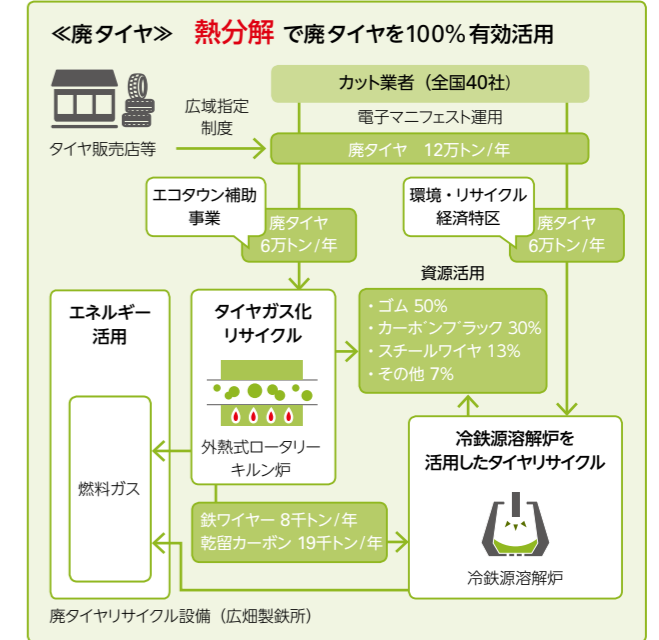 ≪廃タイヤ≫ 熱分解 で廃タイヤを100%有効活用
カット業者（全国40社）
電子マニフェスト運用
広域指定
制度
タイヤ販売店等
廃タイヤ 12万トン/年
エコタウン補助
事業
廃タイヤ
6万トン/年
環境・リサイクル
経済特区
廃タイヤ
6万トン/年
資源活用
・ゴム 50%
・カーボンブラック 30%
・スチールワイヤ 13%
・その他 7%
エネルギー
活用
燃料ガス
タイヤガス化
リサイクル
外熱式ロータリー
キルン炉
鉄ワイヤー 8千トン/年
乾留カーボン 19千トン/年
冷鉄源溶解炉を
活用したタイヤリサイクル
冷鉄源溶解炉
廃タイヤリサイクル設備（広畑製鉄所）